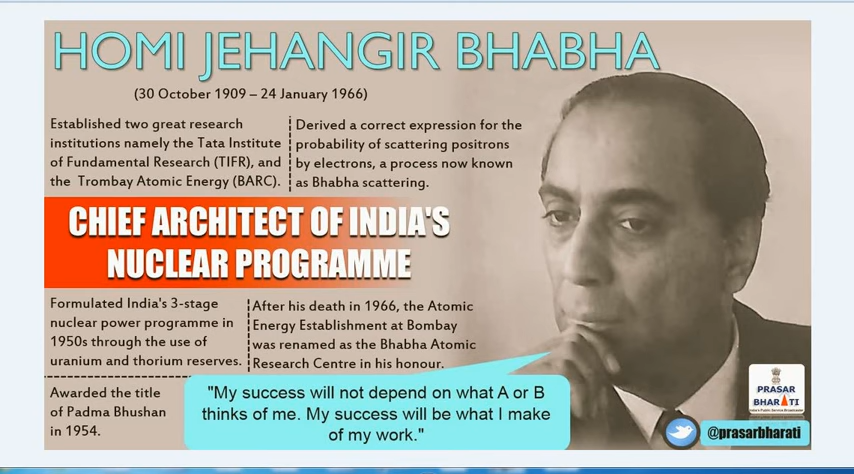 HOMI JEHANGIR BHABHA
(30 October 1909 – 24 January 1966)
Established two great research
institutions namely the Tata Institute
of Fundamental Research (TIFR), and
the Trombay Atomic Energy (BARC).
Derived a correct expression for the
probability of scattering positrons
by electrons, a process now known
as Bhabha scattering.
CHIEF ARCHITECT OF INDIA'S
NUCLEAR PROGRAMME
Formulated India's 3-stage
nuclear power programme in
1950s through the use of
uranium and thorium reserves.
After his death in 1966, the Atomic
Energy Establishment at Bombay
was renamed as the Bhabha Atomic
Research Centre in his honour.
Awarded the title
of Padma Bhushan
in 1954.
"My success will not depend on what A or B
thinks of me. My success will be what I make
of my work."
PRASAR
BHARATI
India's Public Service Broadcaster
@prasarbharati